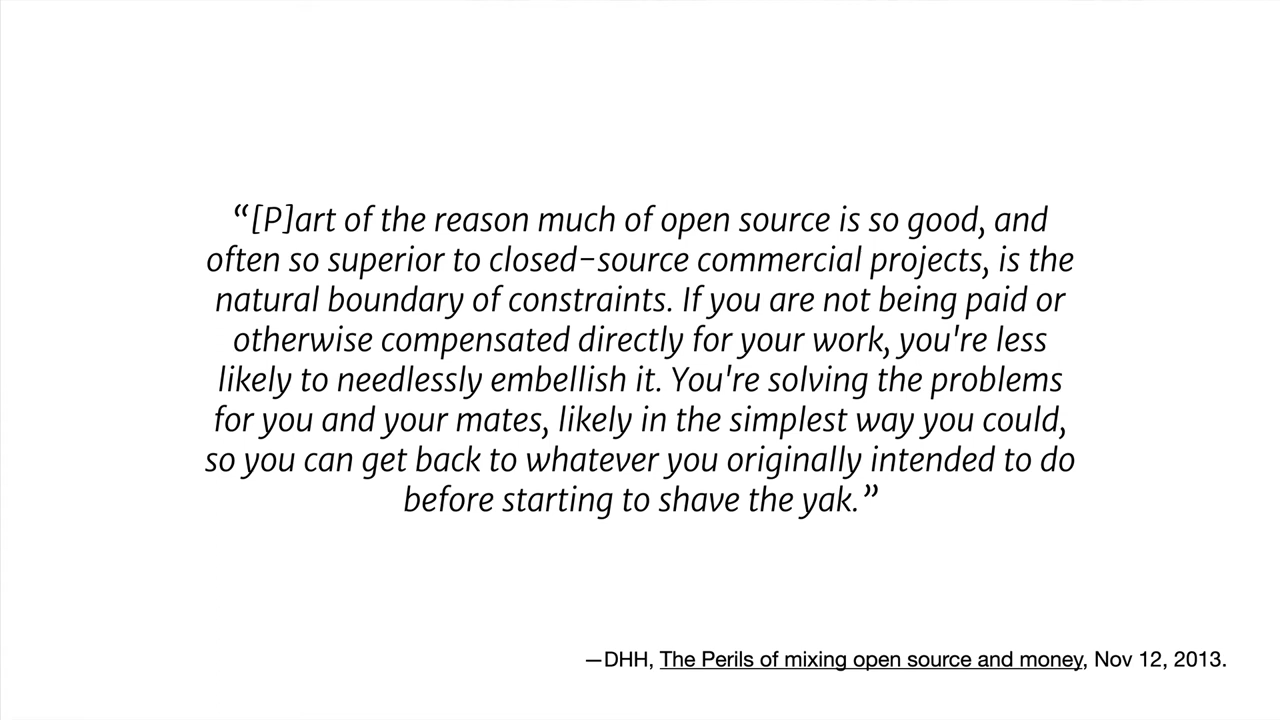 “[P]art of the reason much of open source is so good, and
often so superior to closed-source commercial projects, is the
natural boundary of constraints. If you are not being paid or
otherwise compensated directly for your work, you're less
likely to needlessly embellish it. You're solving the problems
for you and your mates, likely in the simplest way you could,
so you can get back to whatever you originally intended to do
before starting to shave the yak.”
—DHH, The Perils of mixing open source and money, Nov 12, 2013.